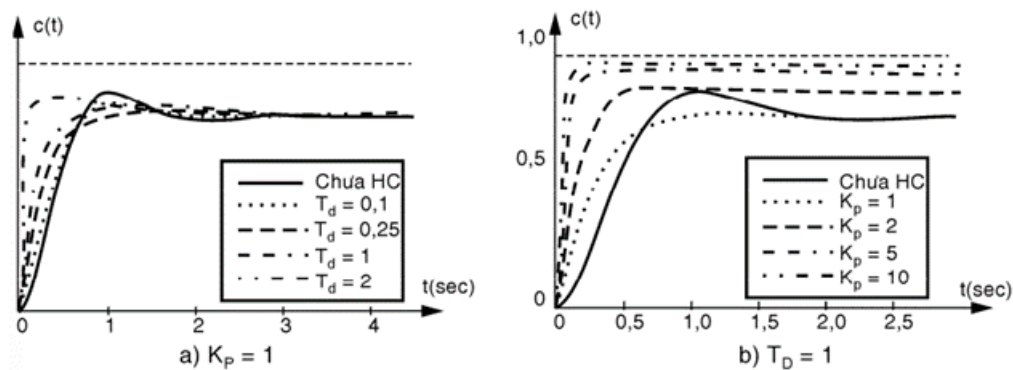 c(t)
Chưa HC
T_d = 0,1
T_d = 0,25
T_d = 1
T_d = 2
t(sec)
0 1 2 3 4
a) K_P = 1
c(t)
1,0
0,5
0
Chưa HC
K_p = 1
K_p = 2
K_p = 5
K_p = 10
t(sec)
0 0,5 1,0 1,5 2,0 2,5
b) T_D = 1